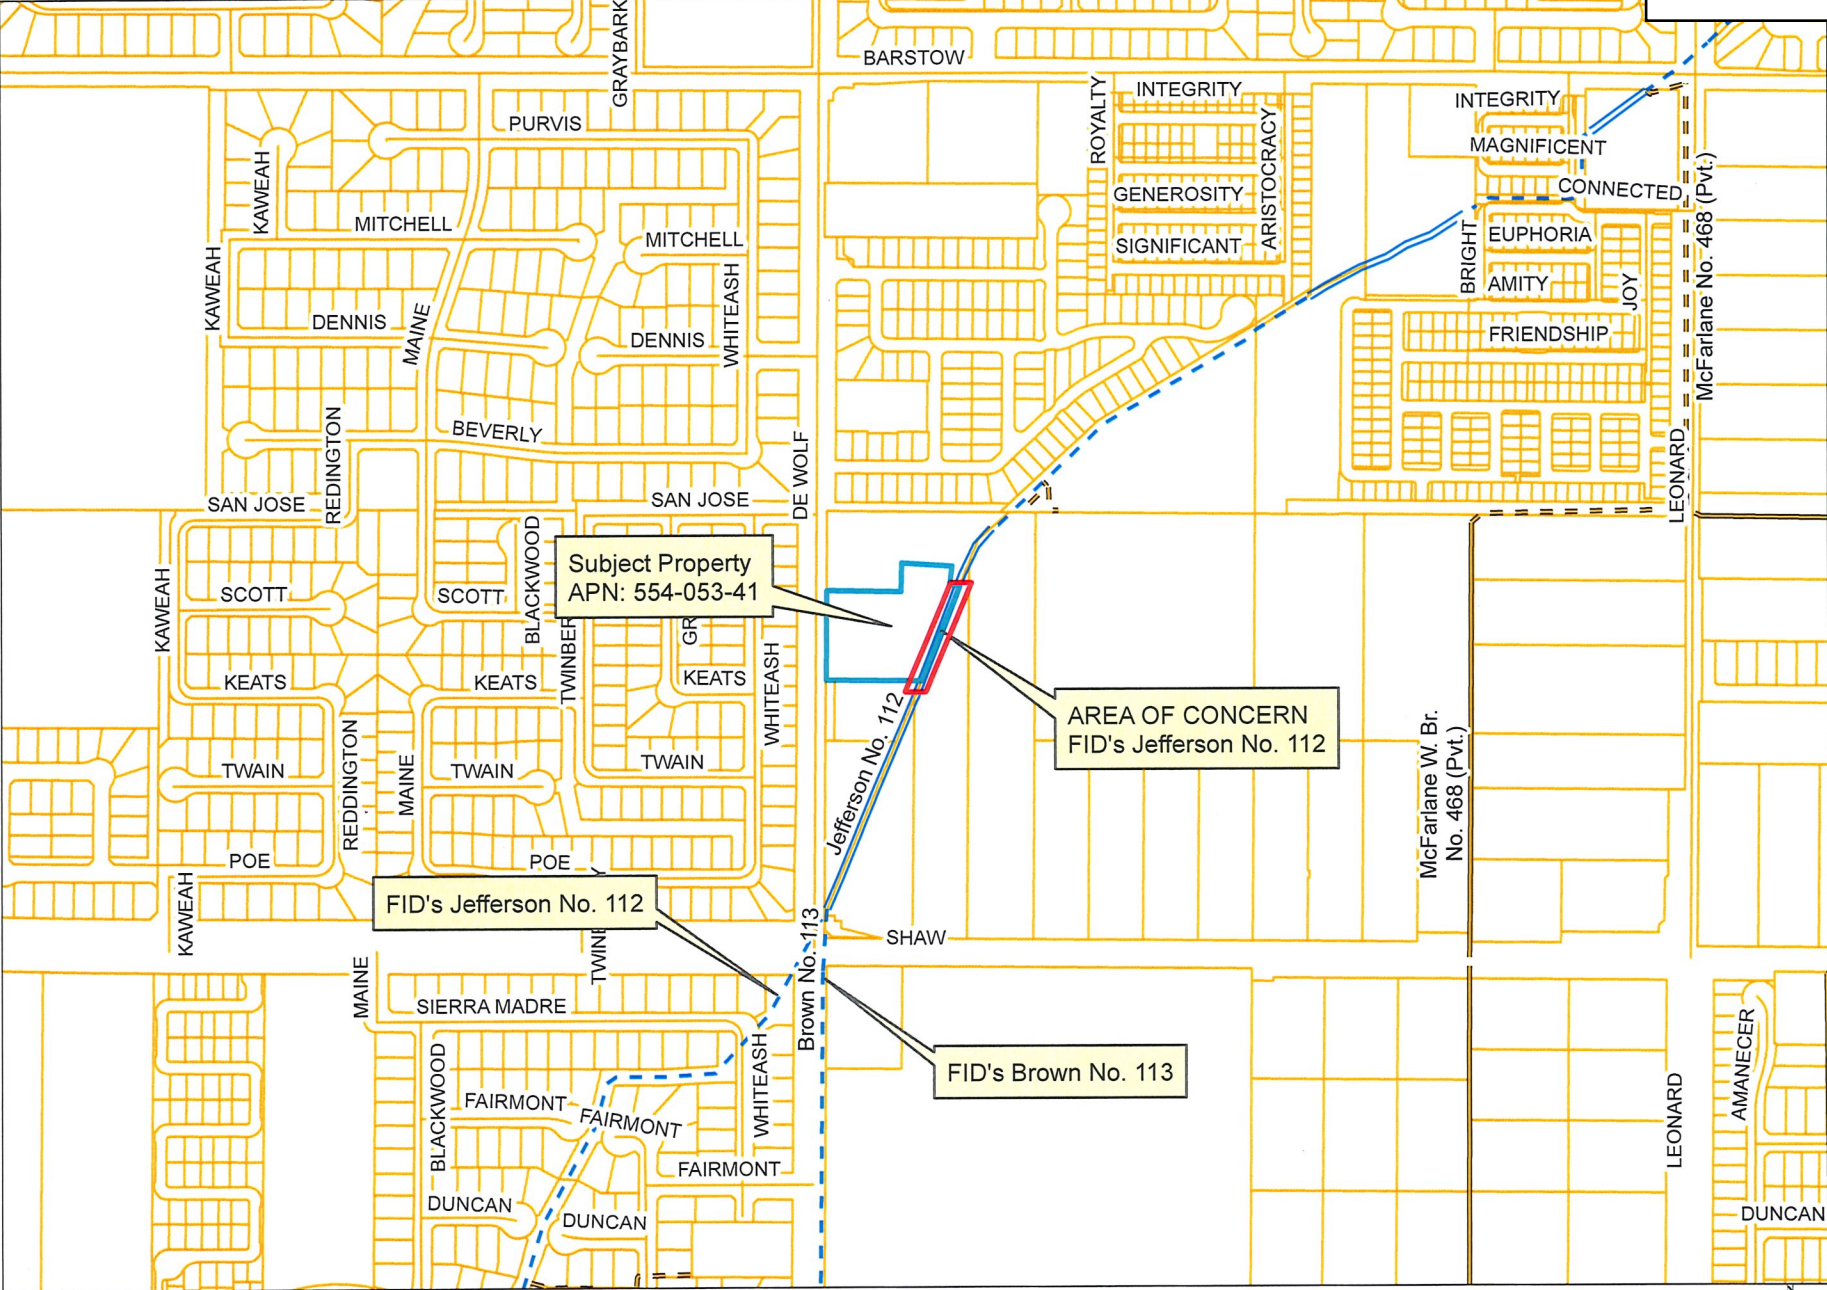 GRAYBARK
BARSTOW
PURVIS
ROYALTY
INTEGRITY
INTEGRITY
ARISTOCRACY
MAGNIFICENT
KAWEAH
GENEROSITY
CONNECTED
McFarlane No. 468 (Pvt.)
MITCHELL
MITCHELL
SIGNIFICANT
BRIGHT
EUPHORIA
KAWEAH
WHITEASH
AMITY
JOY
DENNIS
MAINE
DENNIS
FRIENDSHIP
REDINGTON
BEVERLY
DE WOLF
LEONARD
SAN JOSE
SAN JOSE
BLACKWOOD
Subject Property
APN: 554-053-41
KAWEAH
SCOTT
SCOTT
TWINBER
GR
WHITEASH
KEATS
KEATS
KEATS
AREA OF CONCERN
FID's Jefferson No. 112
Jefferson No. 112
McFarlane W. Br.
No. 468 (Pvt.)
REDDINGTON
MAINE
TWAIN
TWAIN
TWAIN
POE
POE
Y
KAWEAH
FID's Jefferson No. 112
TWINE
Brown No. 113
SHAW
MAINE
SIERRA MADRE
BLACKWOOD
WHITEASH
FID's Brown No. 113
AMANECER
LEONARD
FAIRMONT
FAIRMONT
FAIRMONT
DUNCAN
DUNCAN
DUNCAN